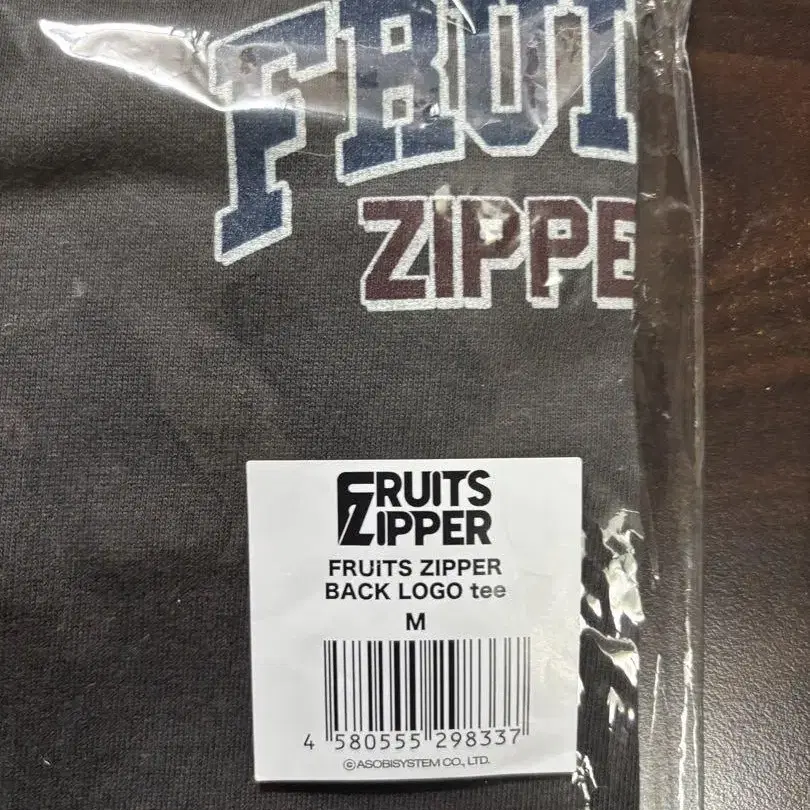 FRUI
ZIPPE
FRUITS
ZIPPER
FRUiTS ZIPPER
BACK LOGO tee
M
4 580555 298337
©ASOBISYSTEM CO., LTD.